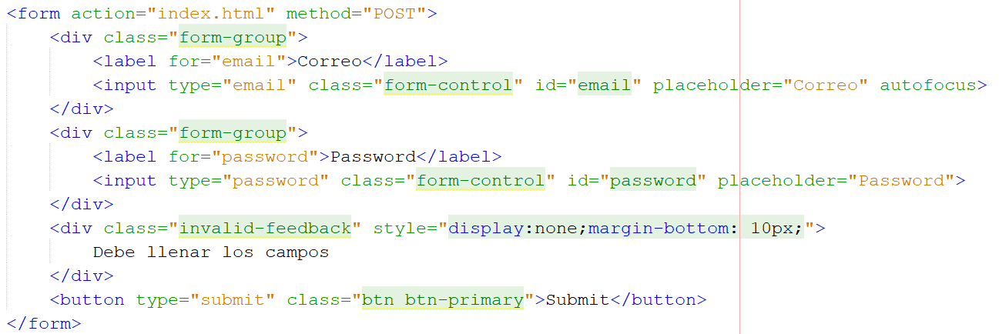 <form action="index.html" method="POST">
<div class="form-group">
<label for="email">Correo</label>
<input type="email" class="form-control" id="email" placeholder="Correo" autofocus>
</div>
<div class="form-group">
<label for="password">Password</label>
<input type="password" class="form-control" id="password" placeholder="Password">
</div>
<div class="invalid-feedback" style="display:none;margin-bottom: 10px;">
Debe llenar los campos
</div>
<button type="submit" class="btn btn-primary">Submit</button>
</form>